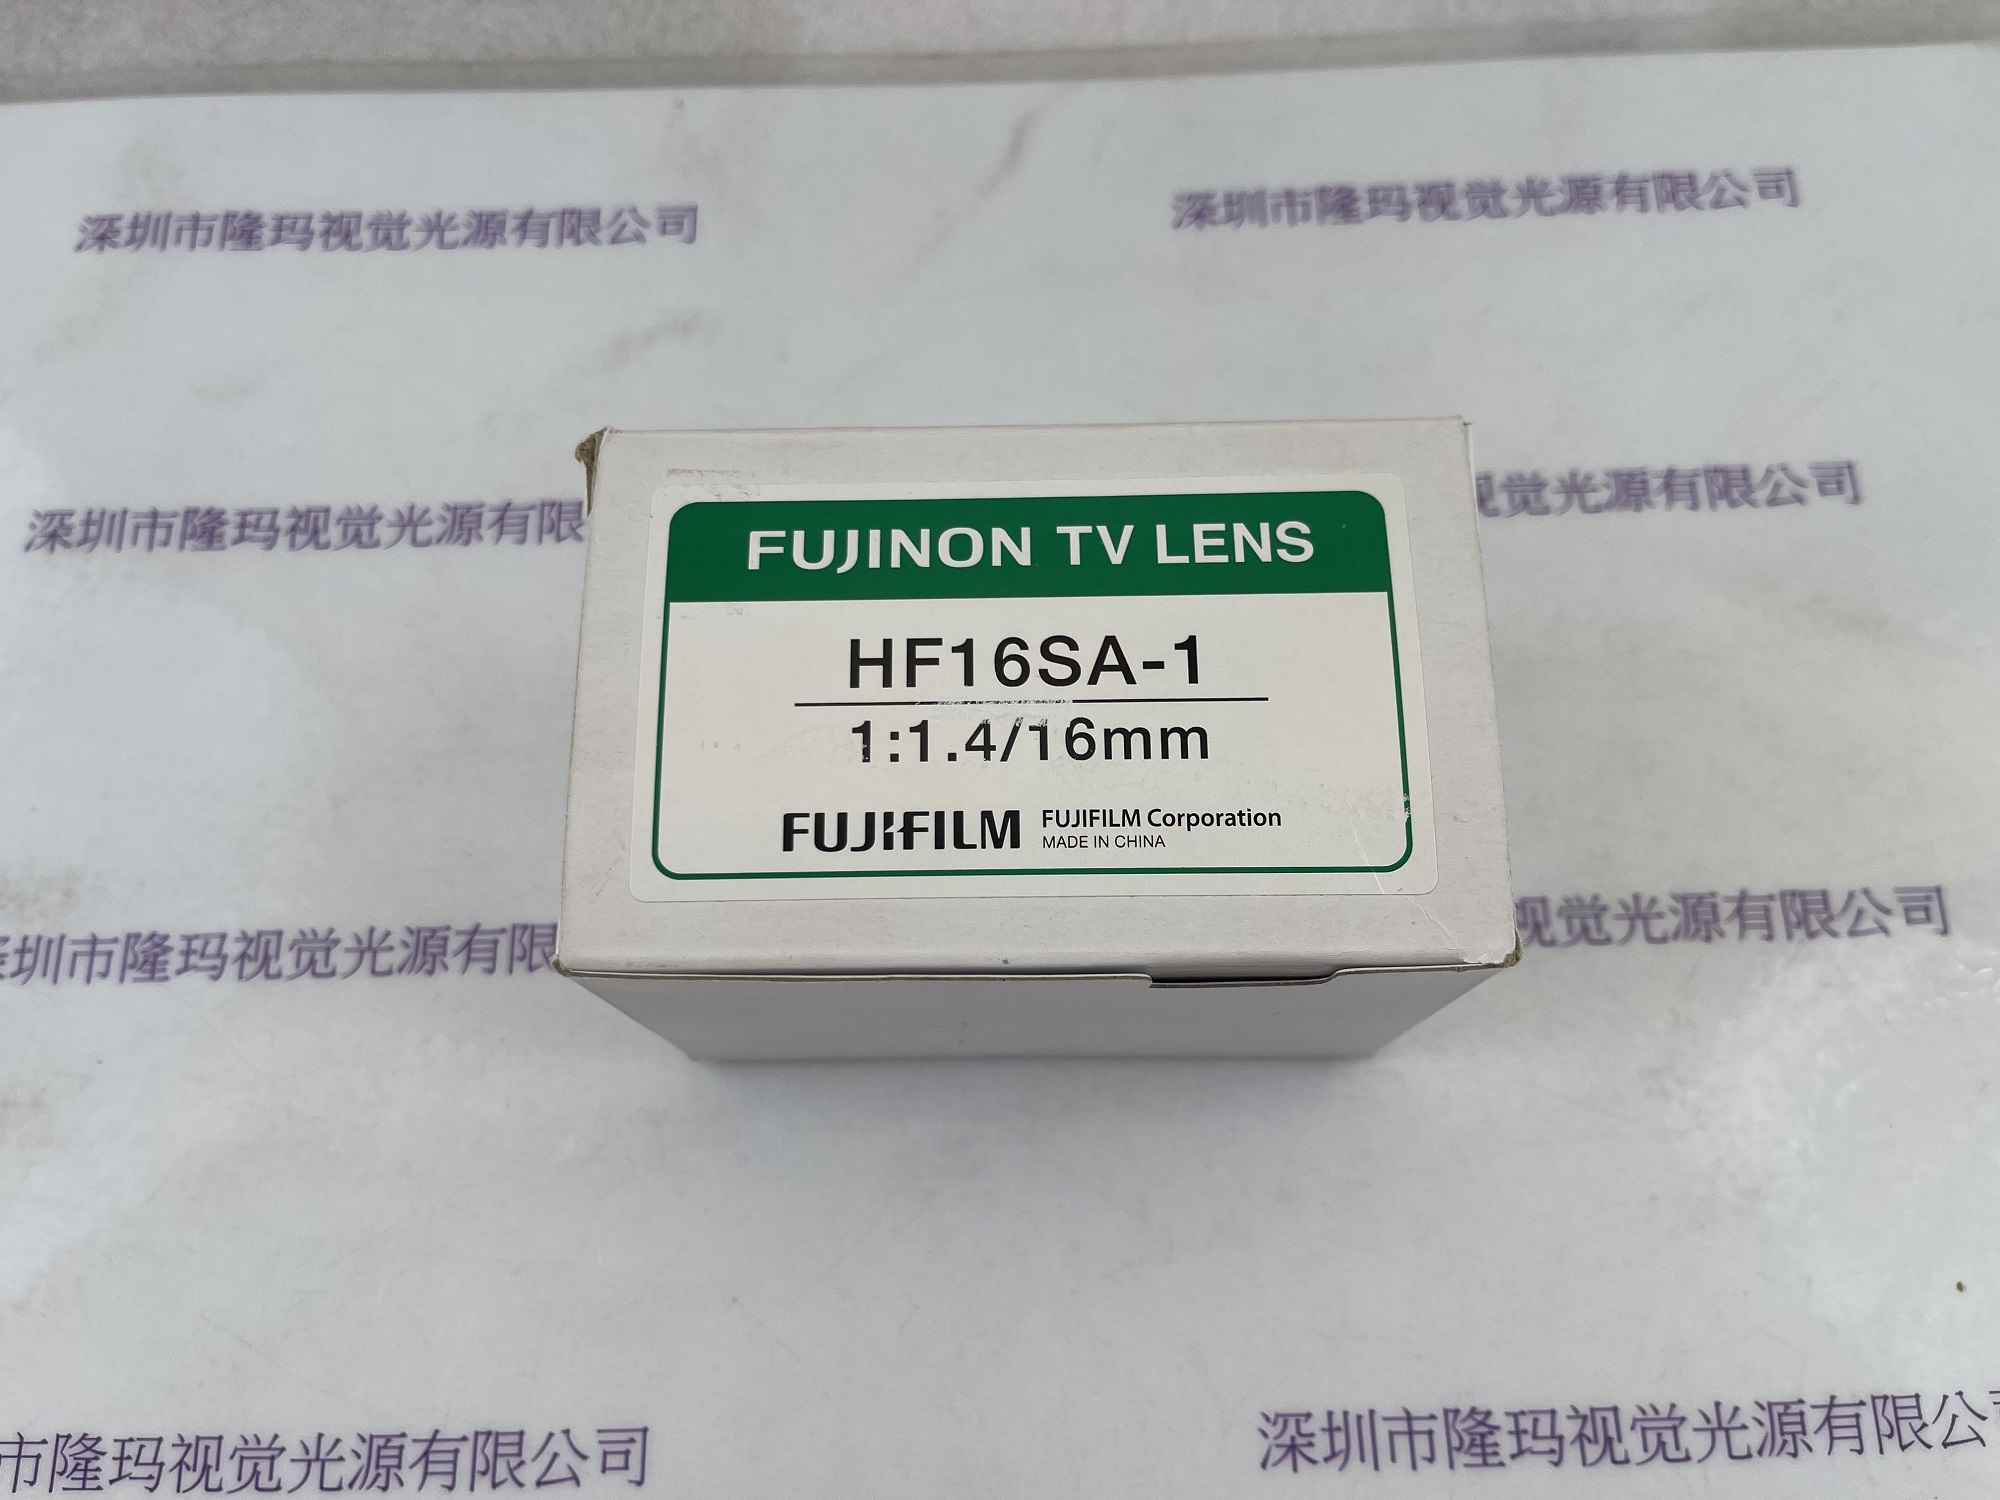 深圳市隆玛视觉光源有限公司
深圳市隆玛视觉光源有限公司
深圳市隆玛视觉光源有限
视觉光源有限公司
FUJINON TV LENS
HF16SA-1
1:1.4/16mm
FUJIFILM
FUJIFILM Corporation
MADE IN CHINA
深圳市隆玛视觉光源有限
视觉光源有限公司
市隆玛视觉光源有限公司
深圳市隆玛视觉光源有限公